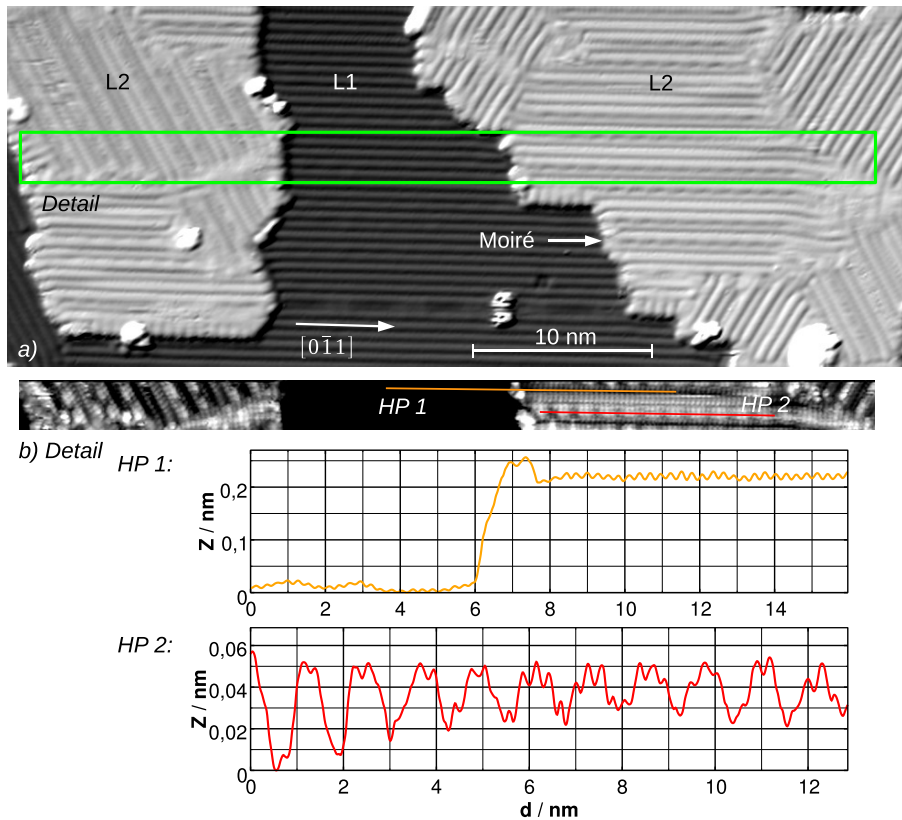 L2 L1 L2
Detail
Moiré
[01̅1]
10 nm
a)
HP 1
HP 2
b) Detail
HP 1:
Z / nm
0,2
0,1
0
0 2 4 6 8 10 12 14
HP 2:
Z / nm
0,06
0,04
0,02
0
0 2 4 6 8 10 12
d / nm